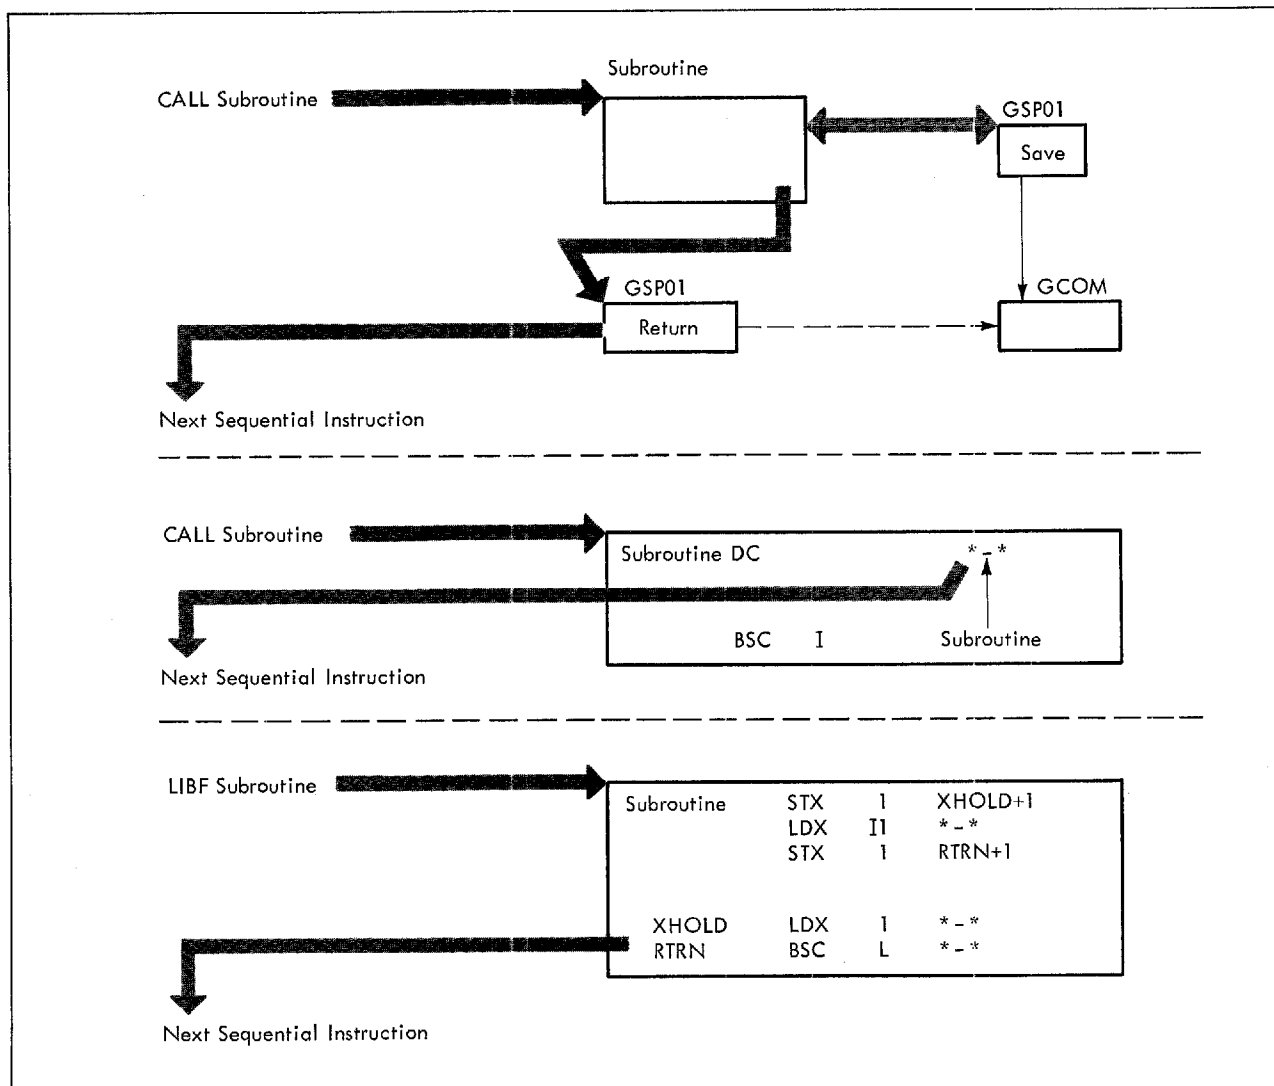 Subroutine
CALL Subroutine
GSP01
Save
GSP01
GCOM
Return
Next Sequential Instruction
CALL Subroutine
Subroutine DC *-*
BSC I Subroutine
Next Sequential Instruction
LIBF Subroutine
Subroutine STX 1 XHOLD+1
LDX I1 *-*
STX 1 RTRN+1
XHOLD LDX 1 *-*
RTRN BSC L *-*
Next Sequential Instruction